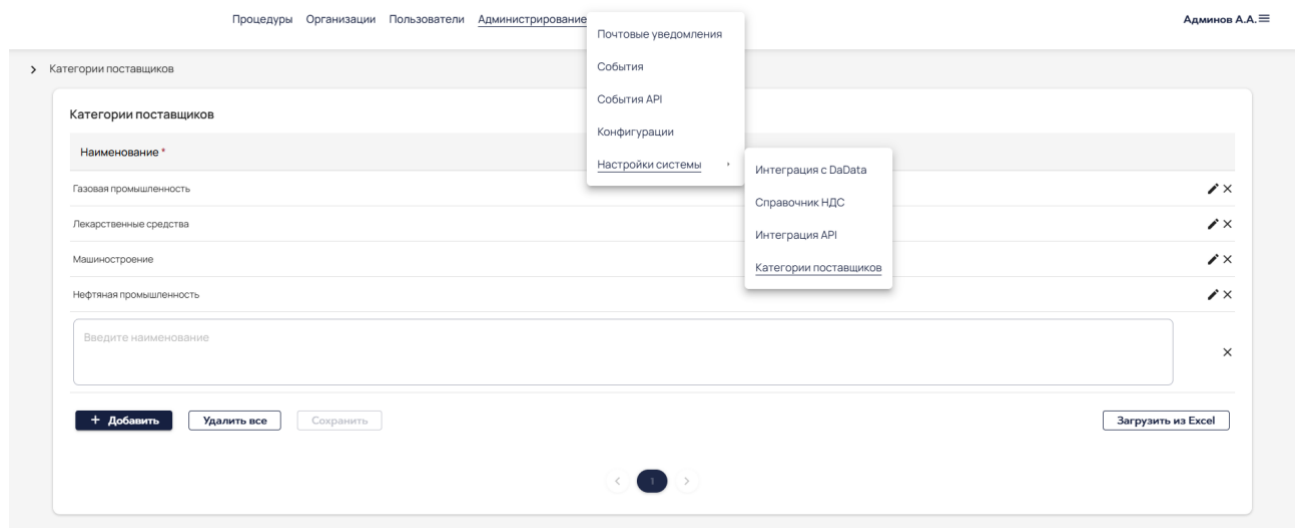 Процедуры Организации Пользователи Администрирование Админов А.А.
Почтовые уведомления
События
События API
Конфигурации
Настройки системы
Интеграция с DaData
Справочник НДС
Интеграция API
Категории поставщиков
Категории поставщиков
Категории поставщиков
Наименование *
Газовая промышленность
Лекарственные средства
Машиностроение
Нефтяная промышленность
Введите наименование
+ Добавить Удалить все Сохранить Загрузить из Excel
1